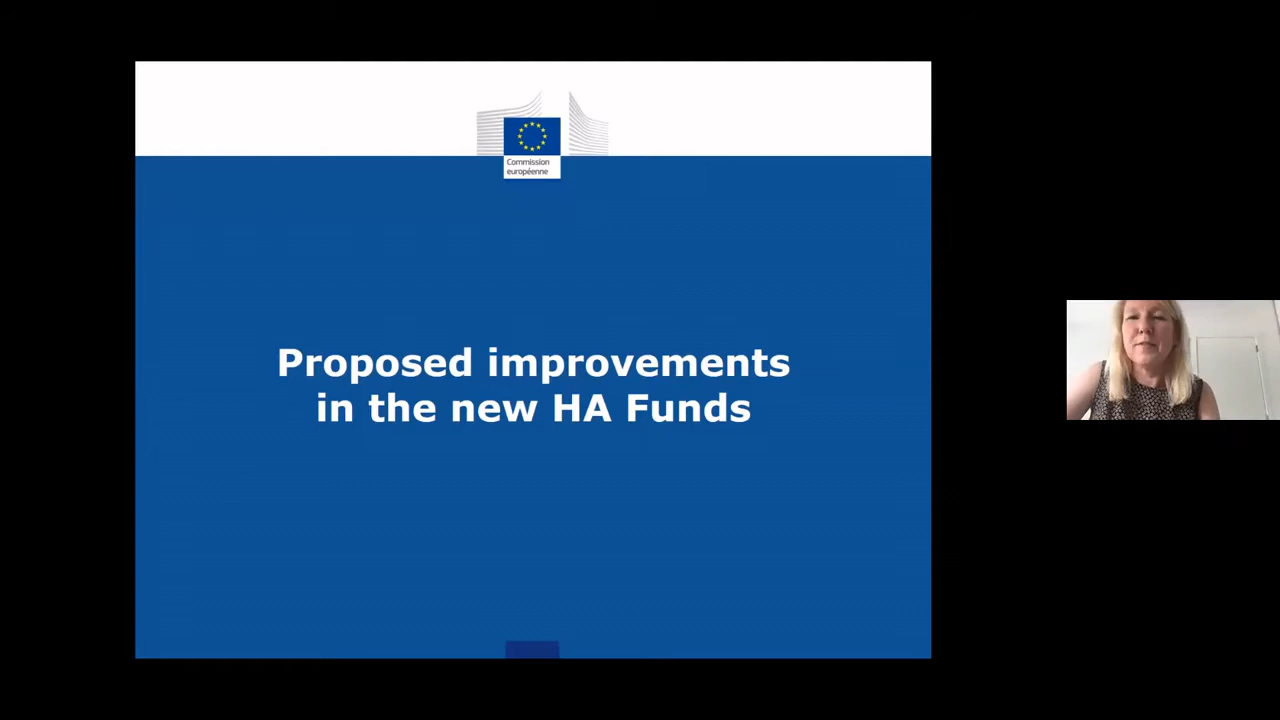 Commission
européenne
Proposed improvements
in the new HA Funds